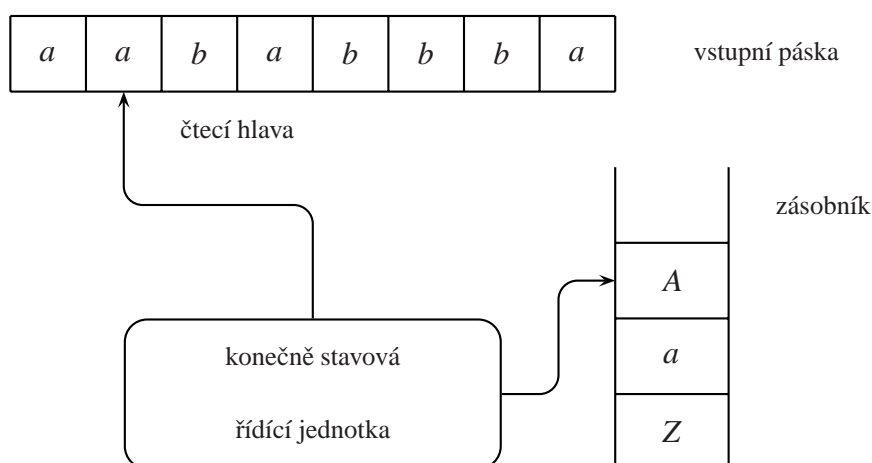 a a b a b b b a vstupní páska
čtecí hlava
zásobník
A
konečně stavová
a
řídící jednotka
Z